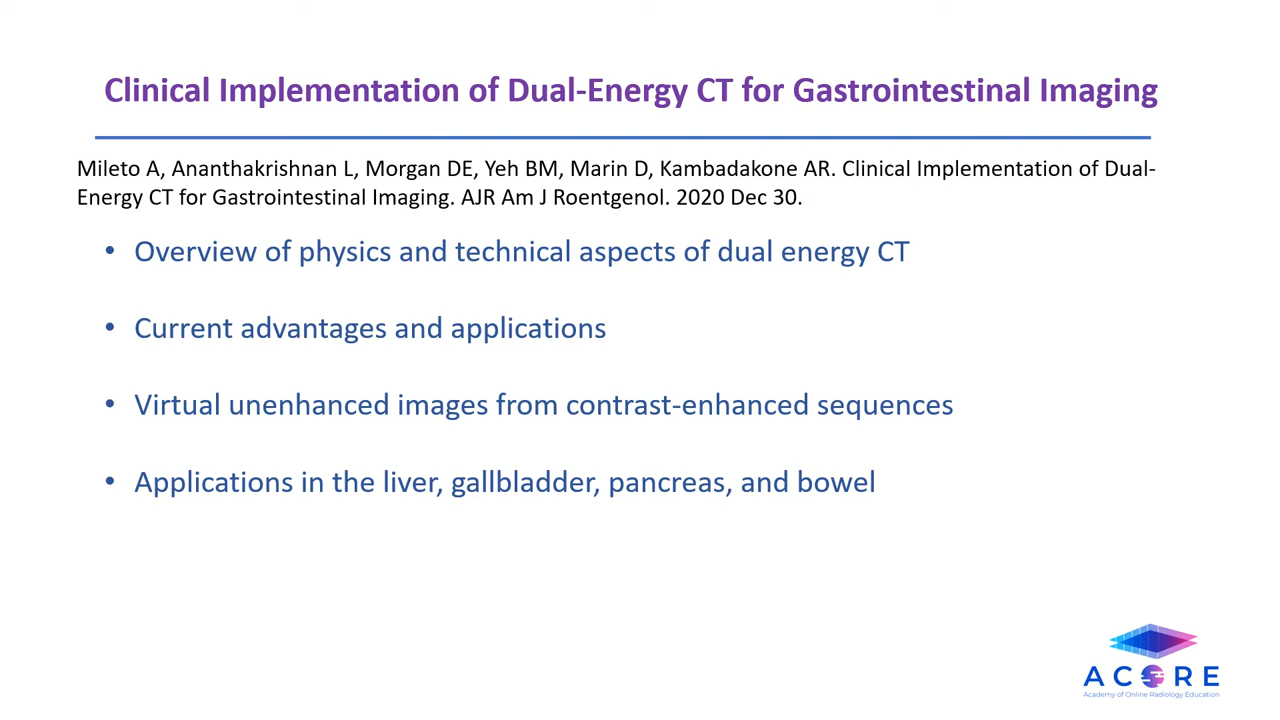 Clinical Implementation of Dual-Energy CT for Gastrointestinal Imaging
Mileto A, Ananthakrishnan L, Morgan DE, Yeh BM, Marin D, Kambadakone AR. Clinical Implementation of Dual-
Energy CT for Gastrointestinal Imaging. AJR Am J Roentgenol. 2020 Dec 30.
• Overview of physics and technical aspects of dual energy CT
• Current advantages and applications
• Virtual unenhanced images from contrast-enhanced sequences
• Applications in the liver, gallbladder, pancreas, and bowel
ACORE
Academy of Online Radiology Education